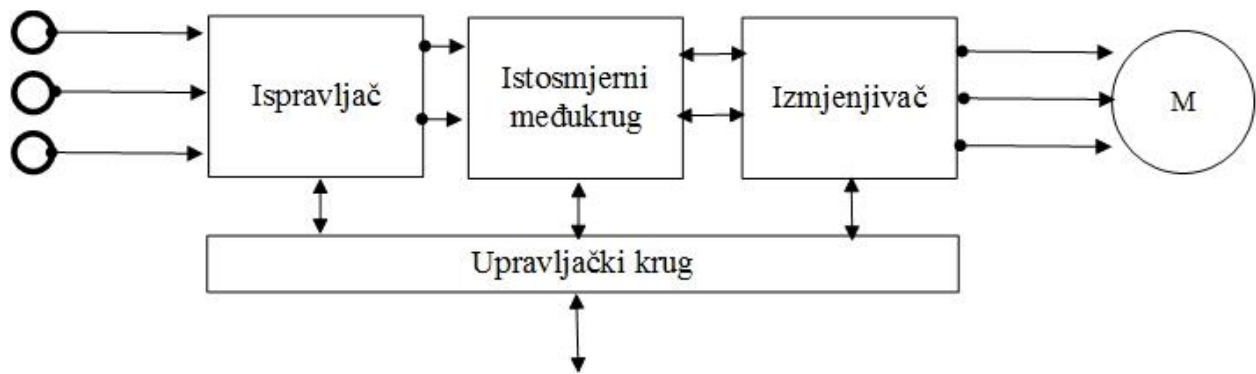 Ispravljač
Istosmjerni
međukrug
Izmjenjivač
M
Upravljački krug